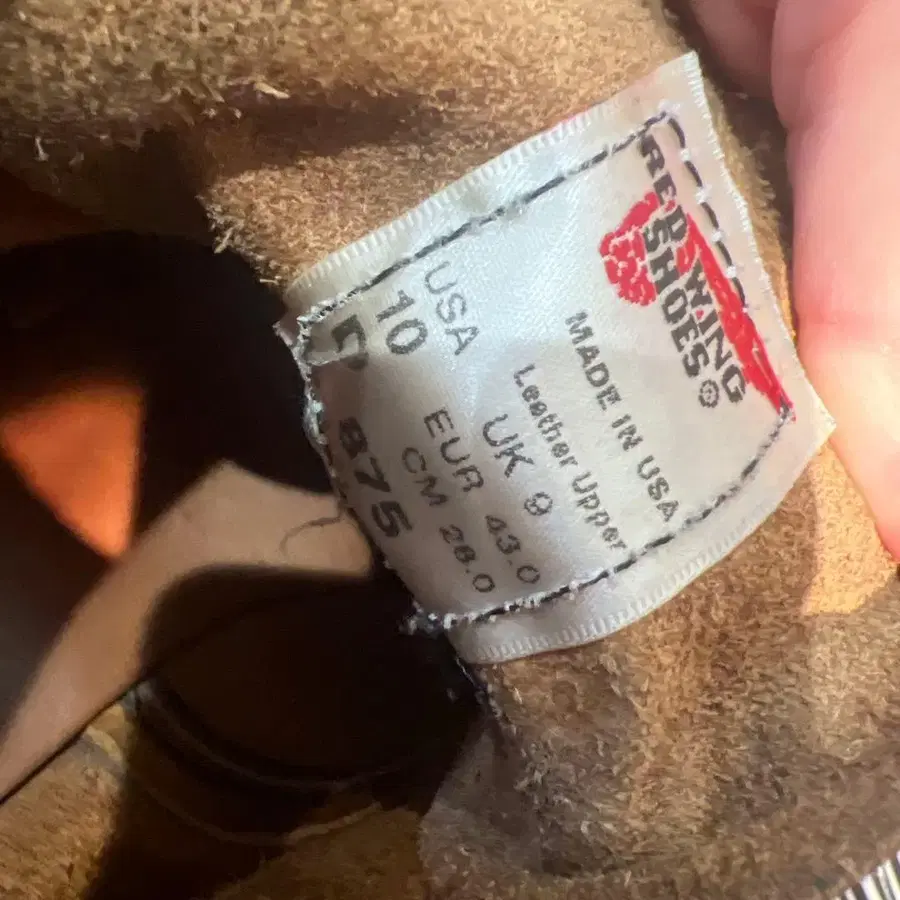 RED WING
SHOES®
MADE IN USA
Leather Upper
USA UK 9
10 EUR 43.0
D CM 28.0
875